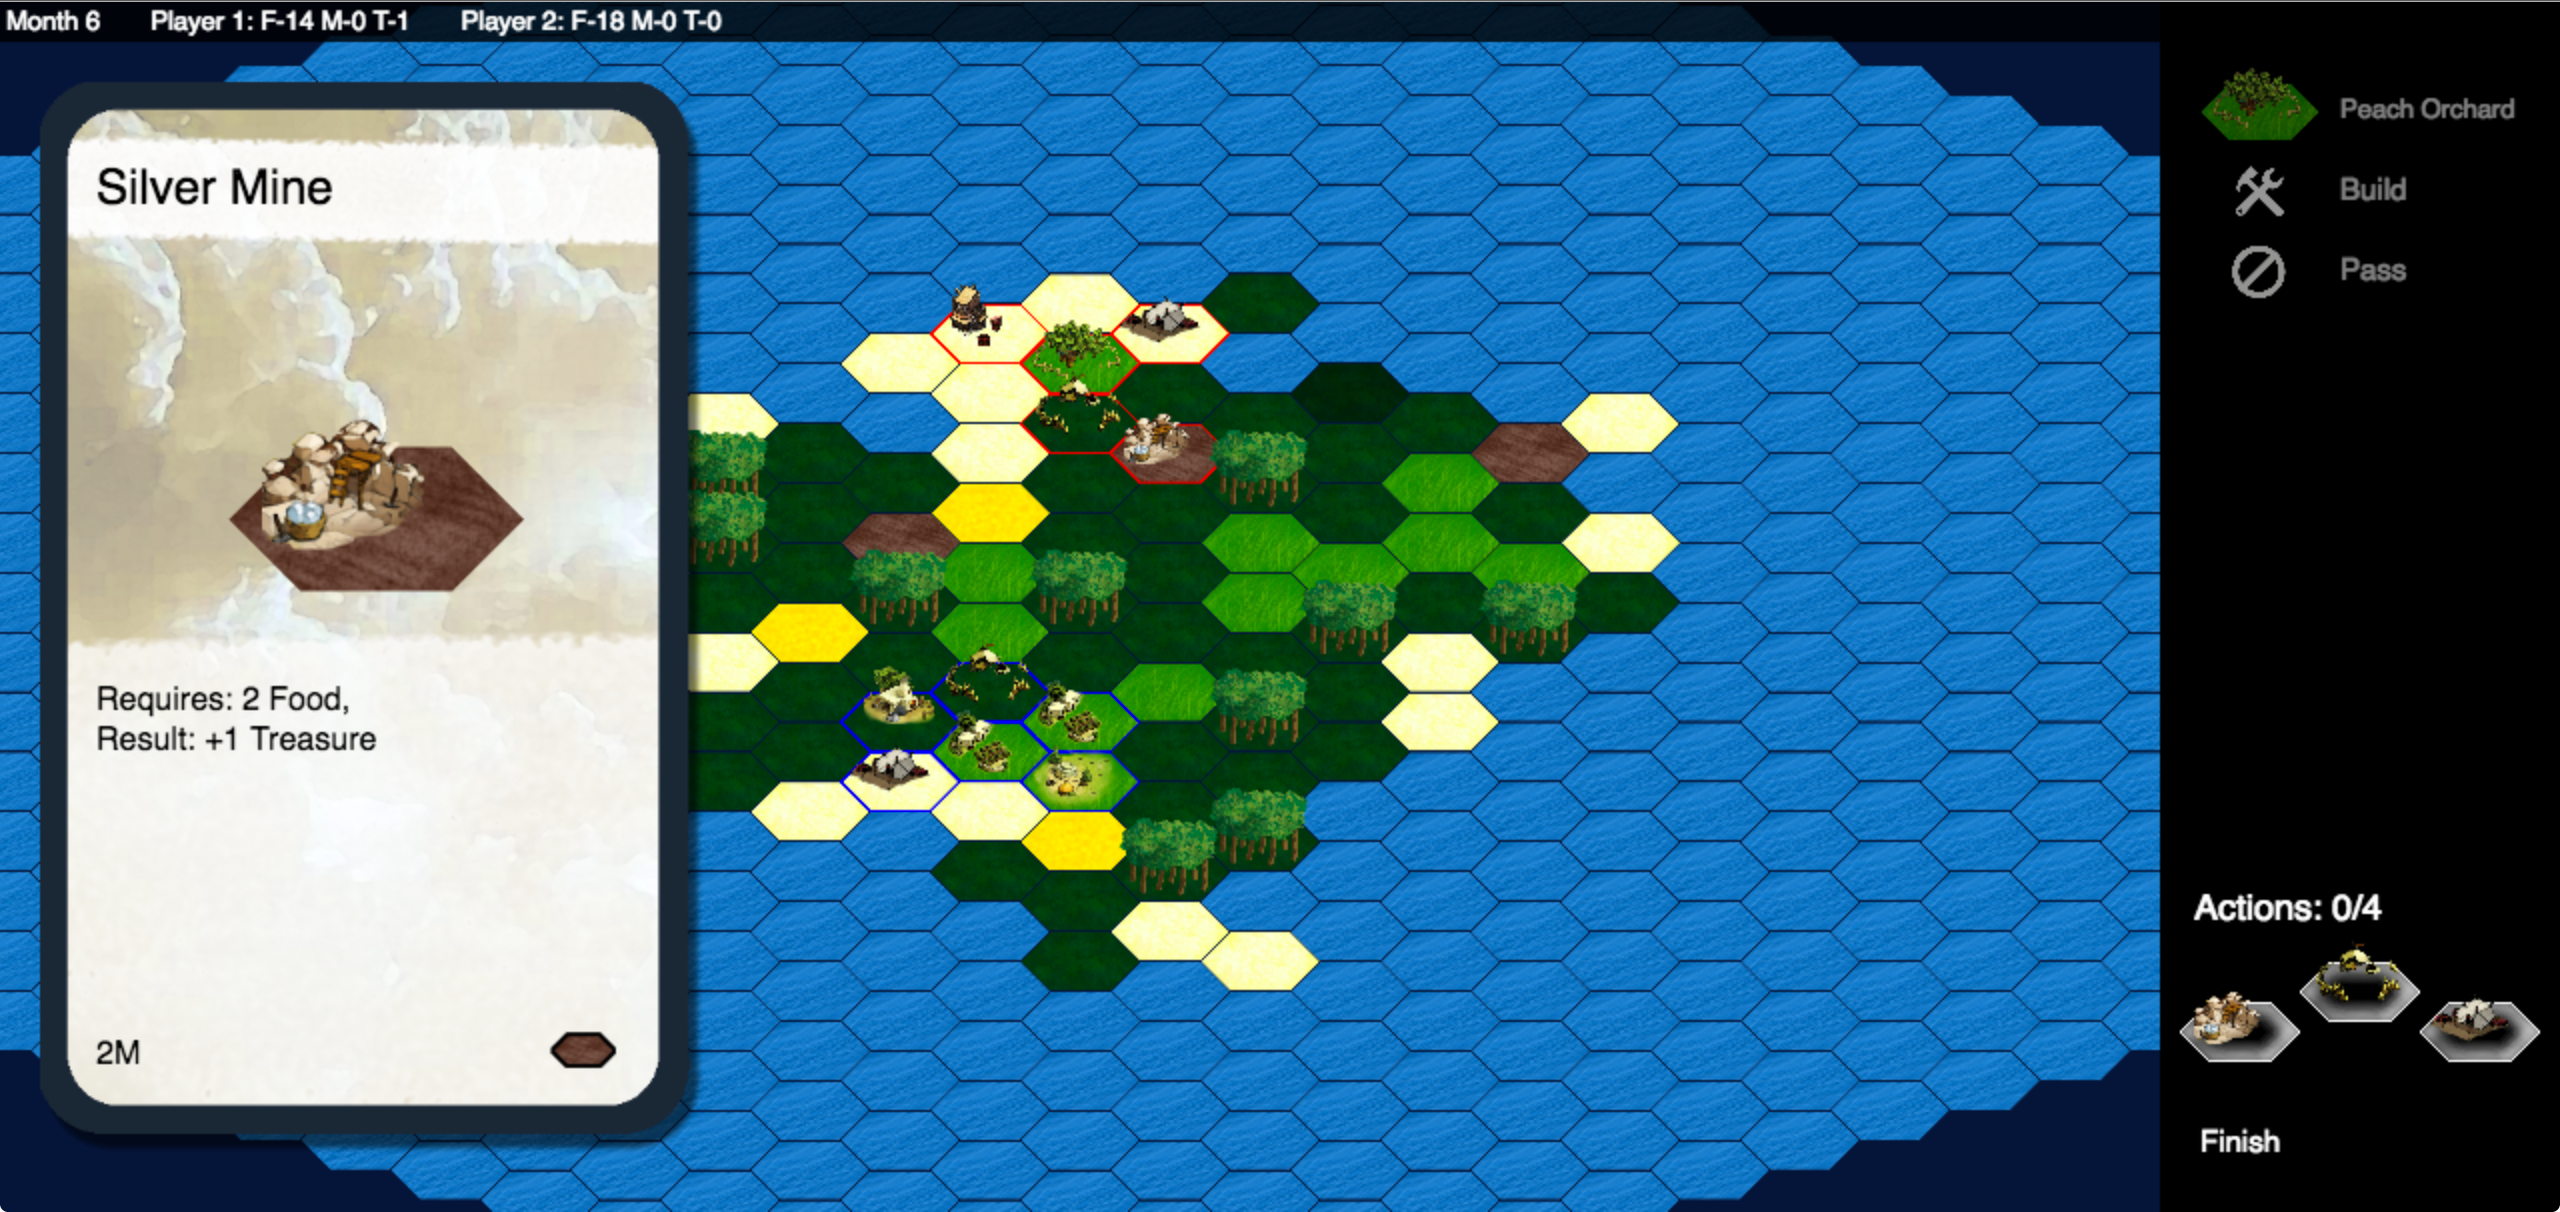 Month 6 Player 1: F-14 M-0 T-1 Player 2: F-18 M-0 T-0
Silver Mine
Requires: 2 Food,
Result: +1 Treasure
2M
Peach Orchard
Build
Pass
Actions: 0/4
Finish